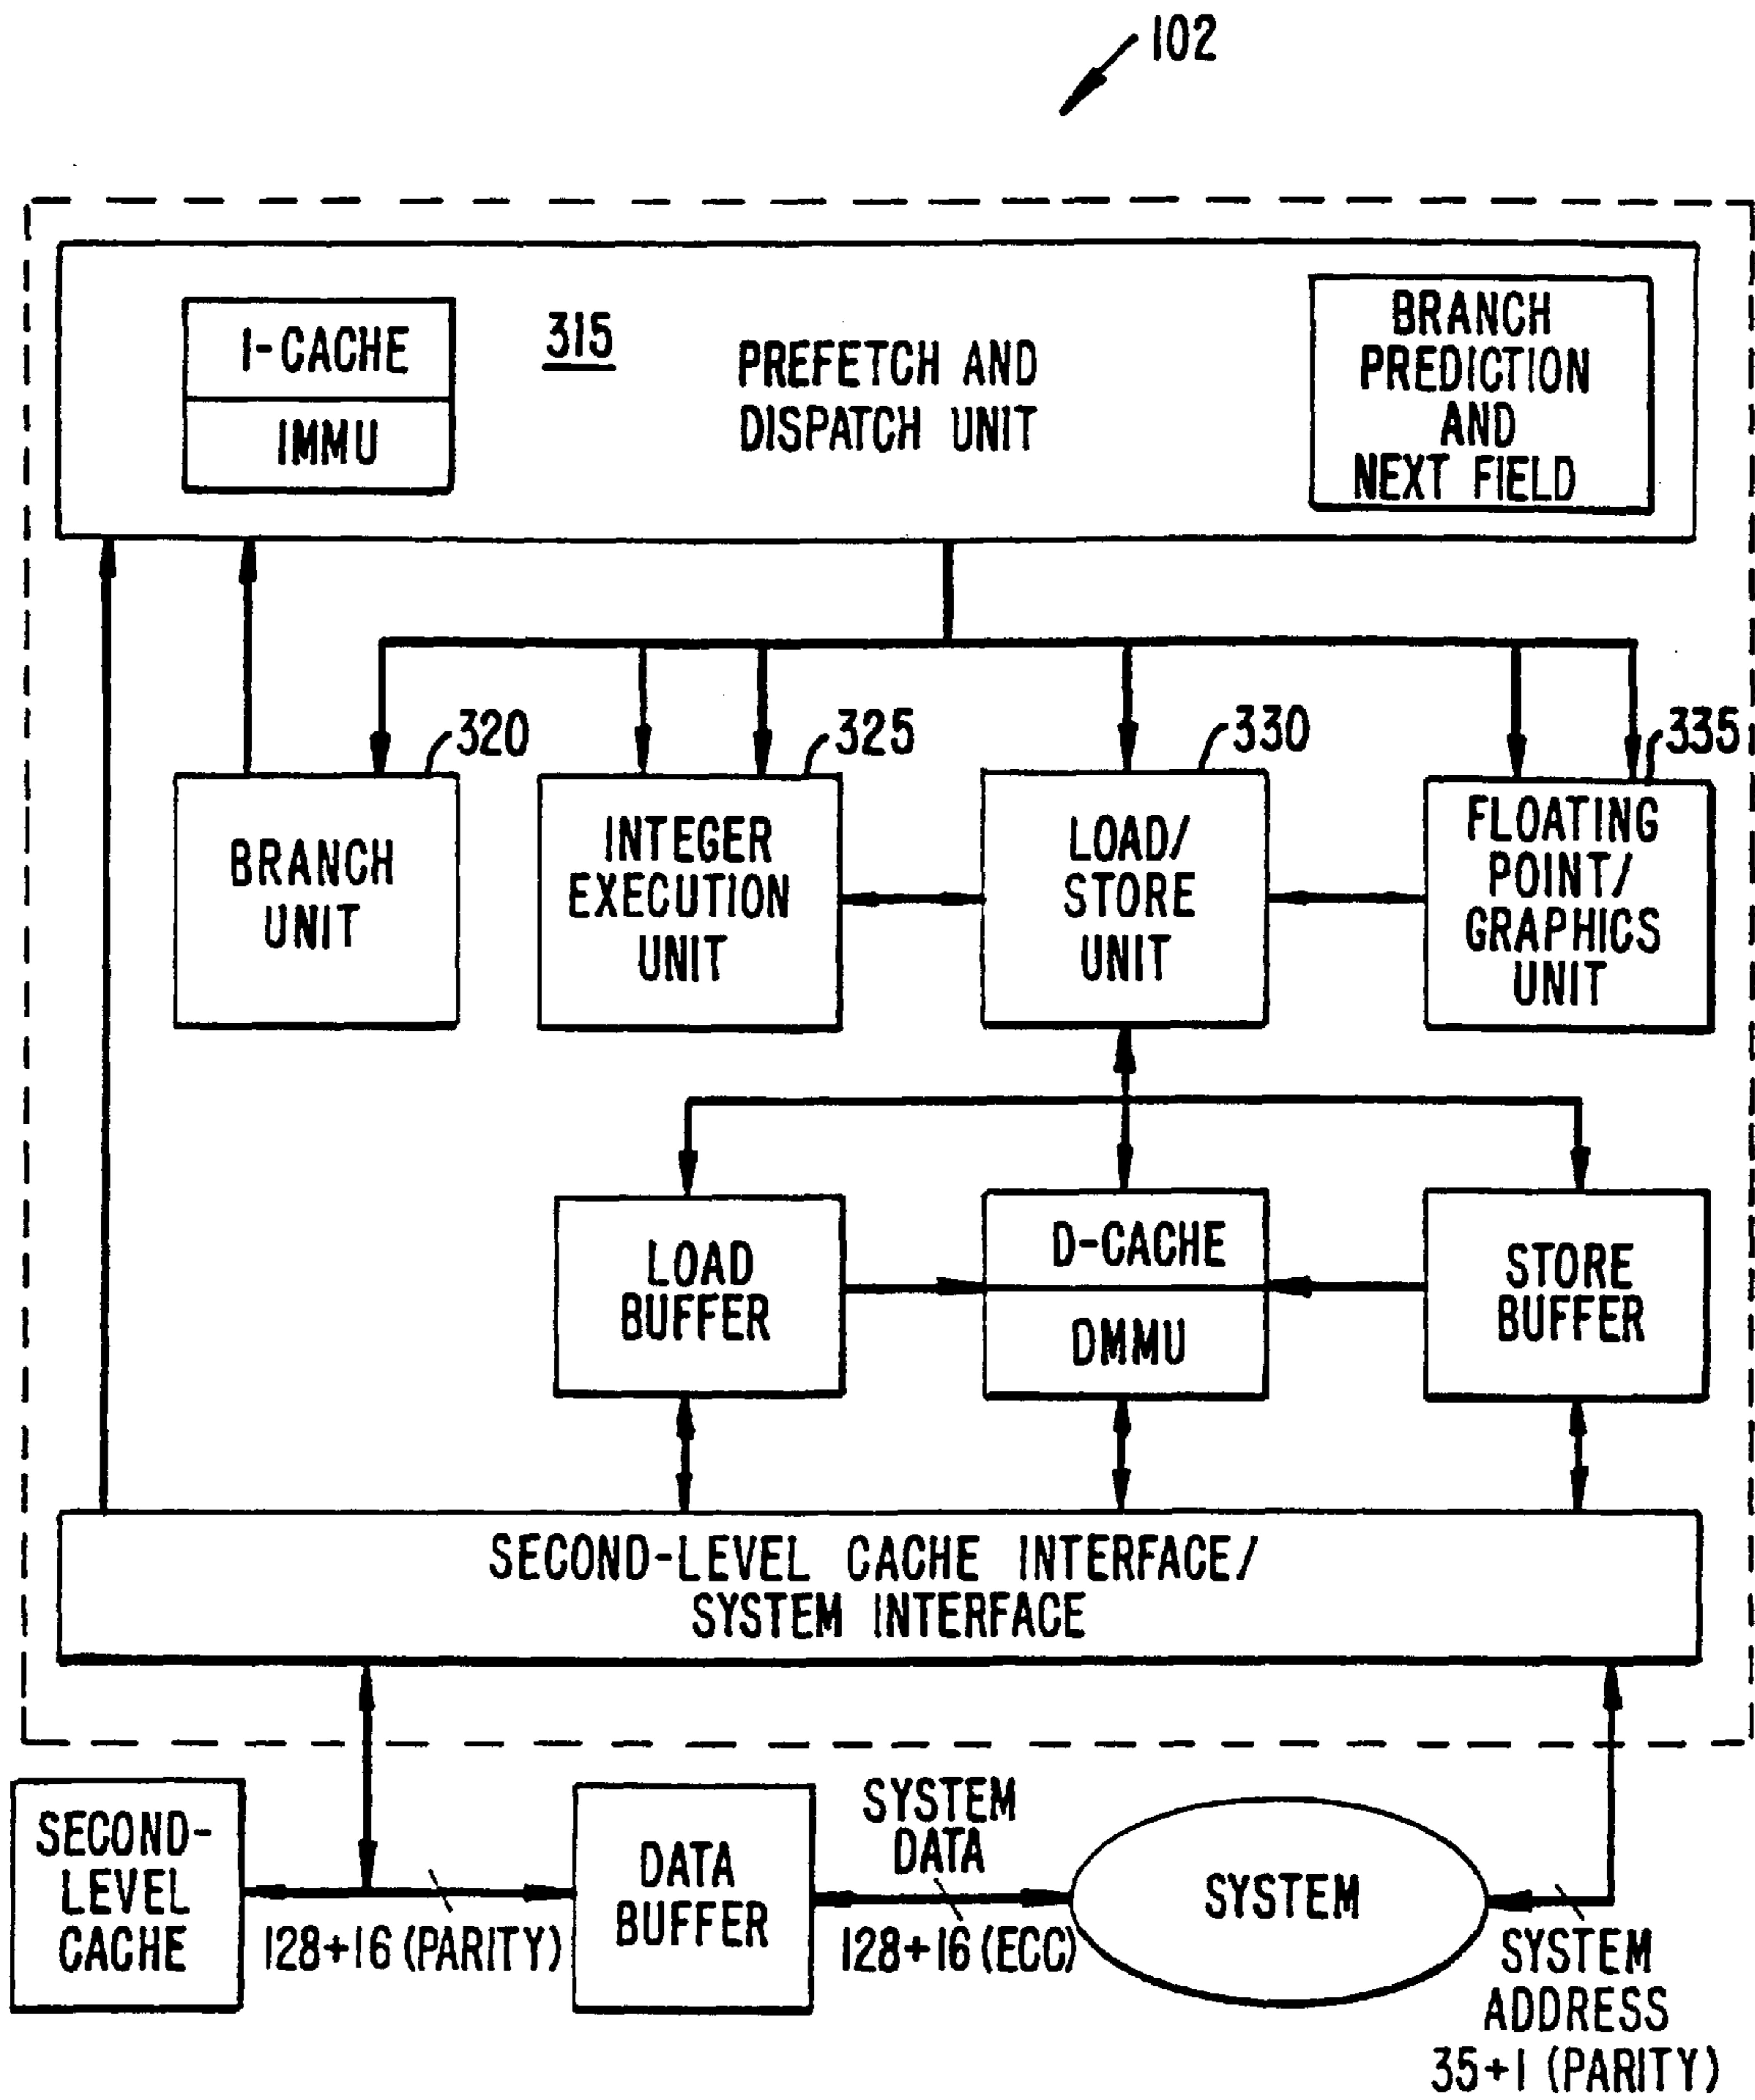 102
I-CACHE
IMMU
315
PREFETCH AND
DISPATCH UNIT
BRANCH
PREDICTION
AND
NEXT FIELD
320
325
330
335
BRANCH
UNIT
INTEGER
EXECUTION
UNIT
LOAD/
STORE
UNIT
FLOATING
POINT/
GRAPHICS
UNIT
LOAD
BUFFER
D-CACHE
DMMU
STORE
BUFFER
SECOND-LEVEL CACHE INTERFACE/
SYSTEM INTERFACE
SECOND-
LEVEL
CACHE
128+16 (PARITY)
DATA
BUFFER
SYSTEM
DATA
128+16 (ECC)
SYSTEM
SYSTEM
ADDRESS
35+1 (PARITY)